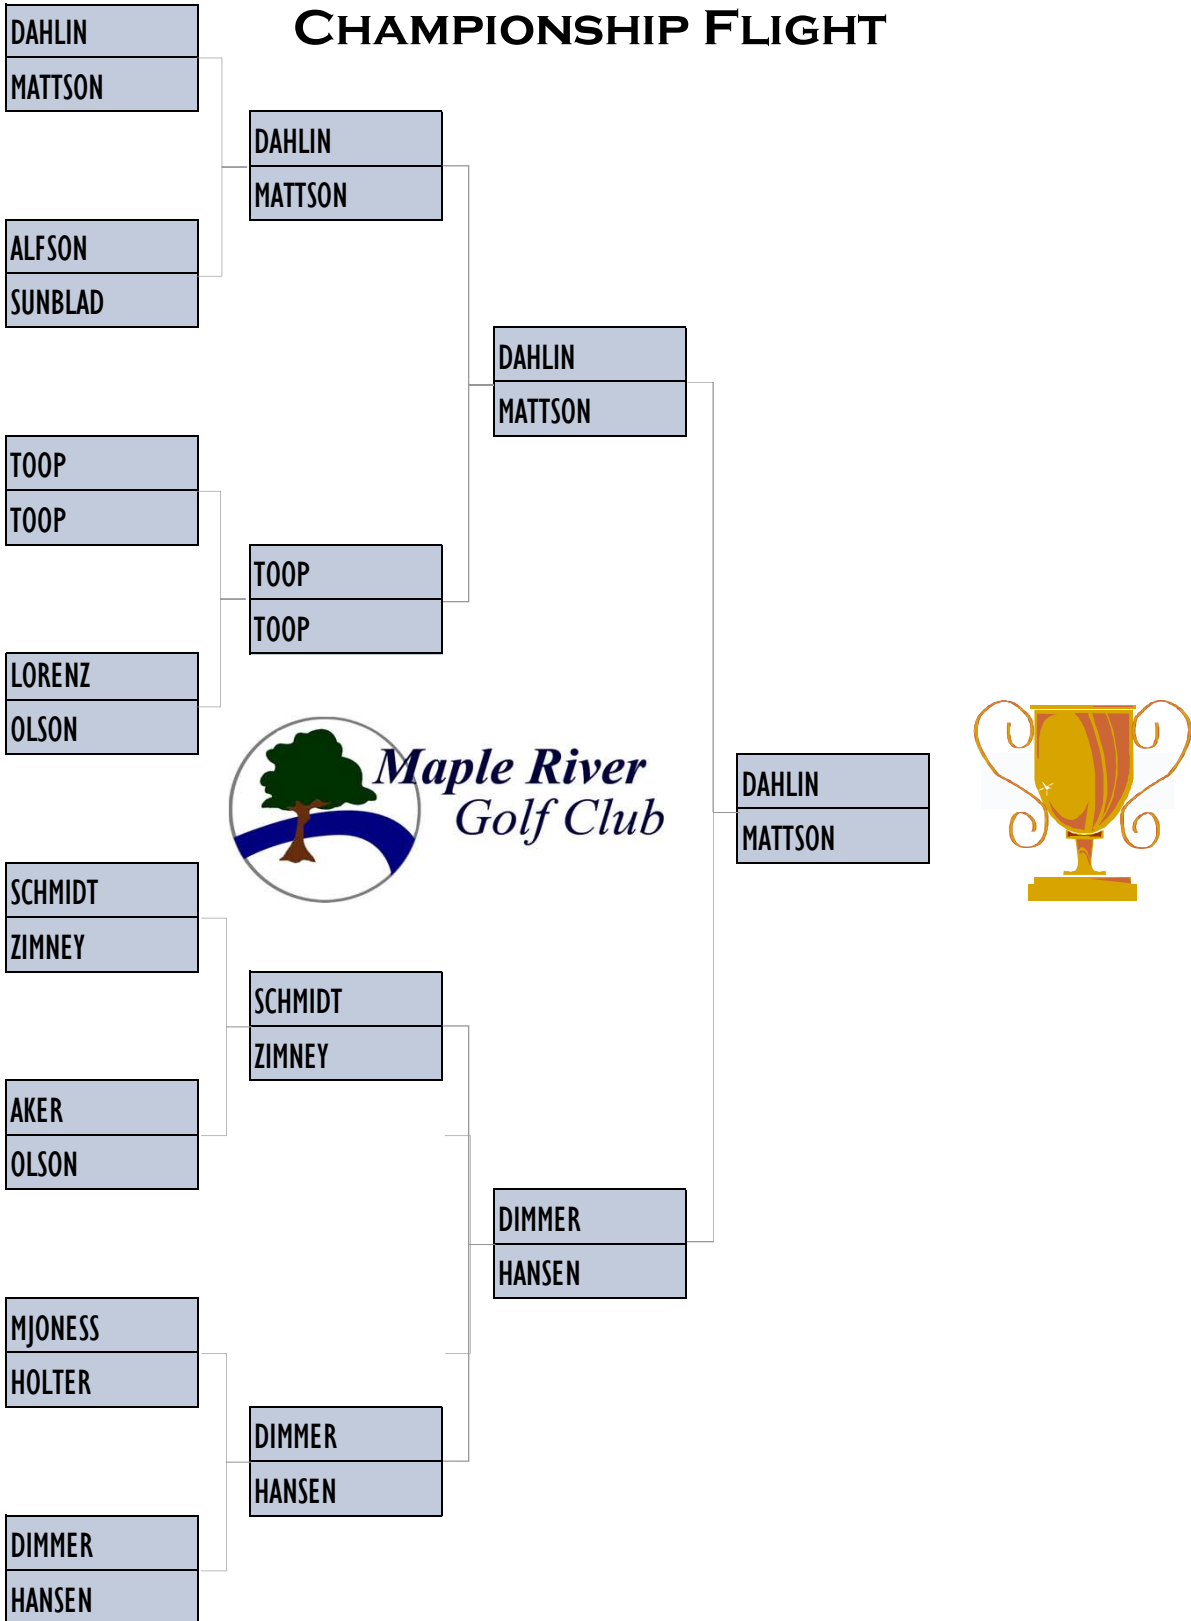 CHAMPIONSHIP FLIGHT
DAHLIN
MATTSON
ALFSON
SUNBLAD
TOOP
TOOP
LORENZ
OLSON
SCHMIDT
ZIMNEY
AKER
OLSON
MJONESS
HOLTER
DIMMER
HANSEN
DAHLIN
MATTSON
TOOP
TOOP
Maple River
Golf Club
SCHMIDT
ZIMNEY
DIMMER
HANSEN
DAHLIN
MATTSON
DIMMER
HANSEN
DAHLIN
MATTSON